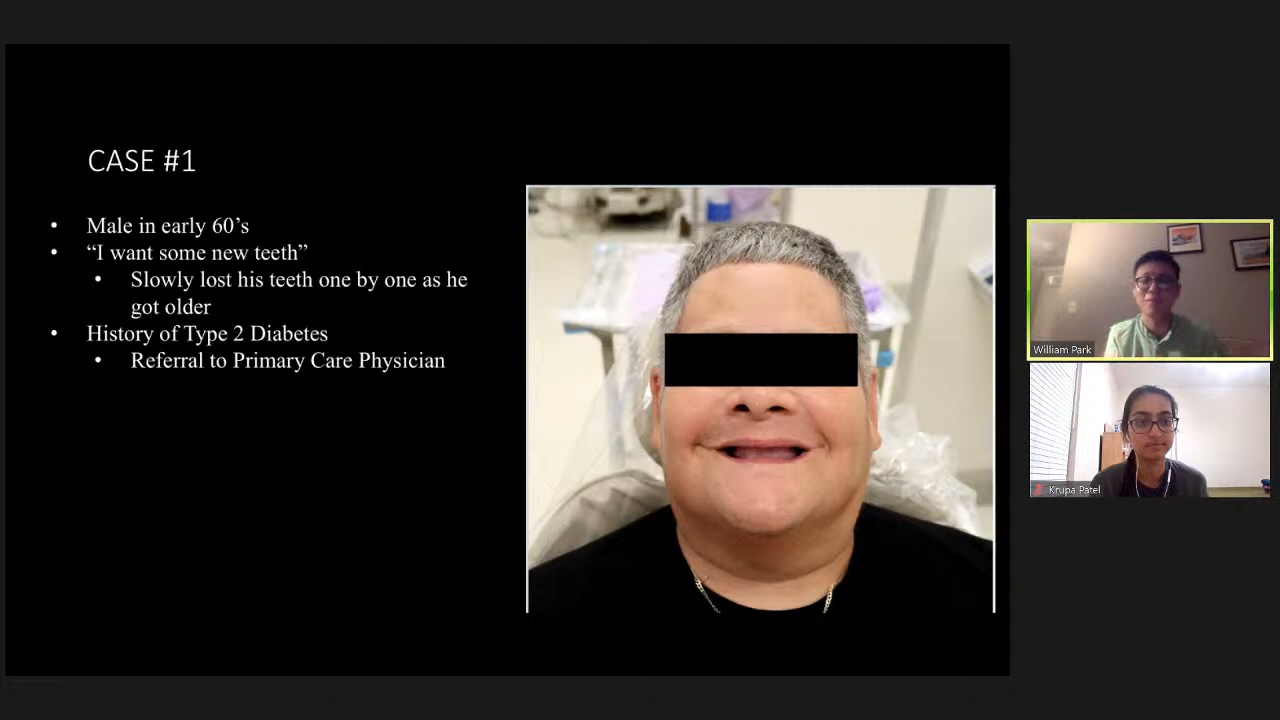 CASE #1
• Male in early 60’s
• “I want some new teeth”
• Slowly lost his teeth one by one as he
got older
• History of Type 2 Diabetes
• Referral to Primary Care Physician
William Park
Krupa Patel